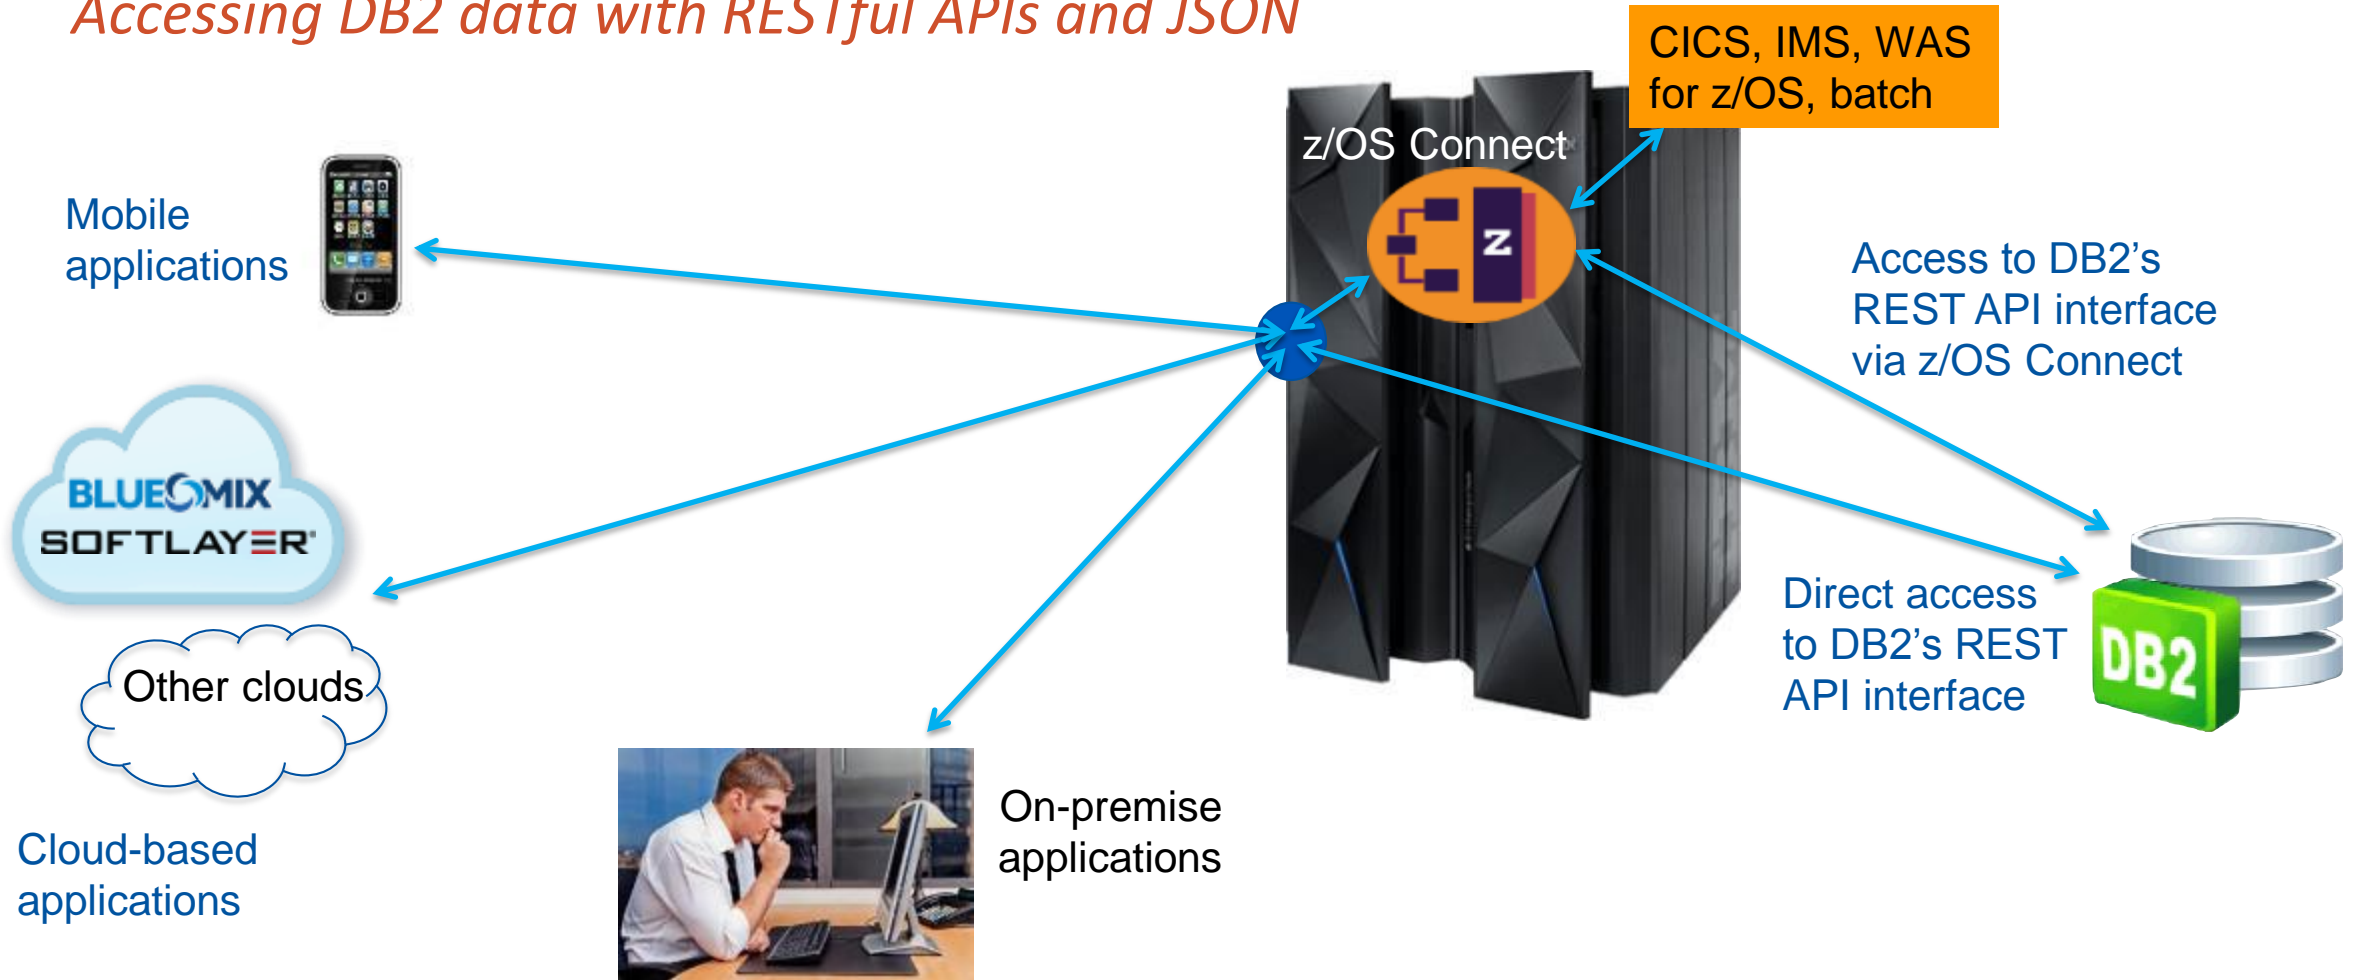 Accessing DB2 data with RESTful APIs and JSON
CICS, IMS, WAS
for z/OS, batch
z/OS Connect
Z
Mobile
applications
Access to DB2’s
REST API interface
via z/OS Connect
BLUEMIX
SOFTLAYER
Other clouds
Direct access
to DB2’s REST
API interface
DB2
On-premise
applications
Cloud-based
applications